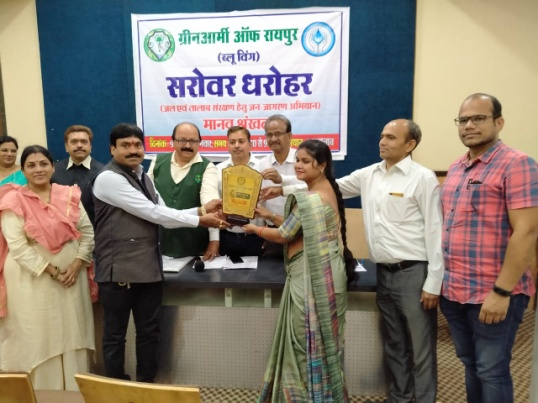 ग्रीनआर्मी ऑफ रायपुर
(ब्लू विंग)
सरोवर धरोहर
(जल एवं तालाब संरक्षण हेतु जन जागरण अभियान)
मानव श्रृंखला
दिनांक